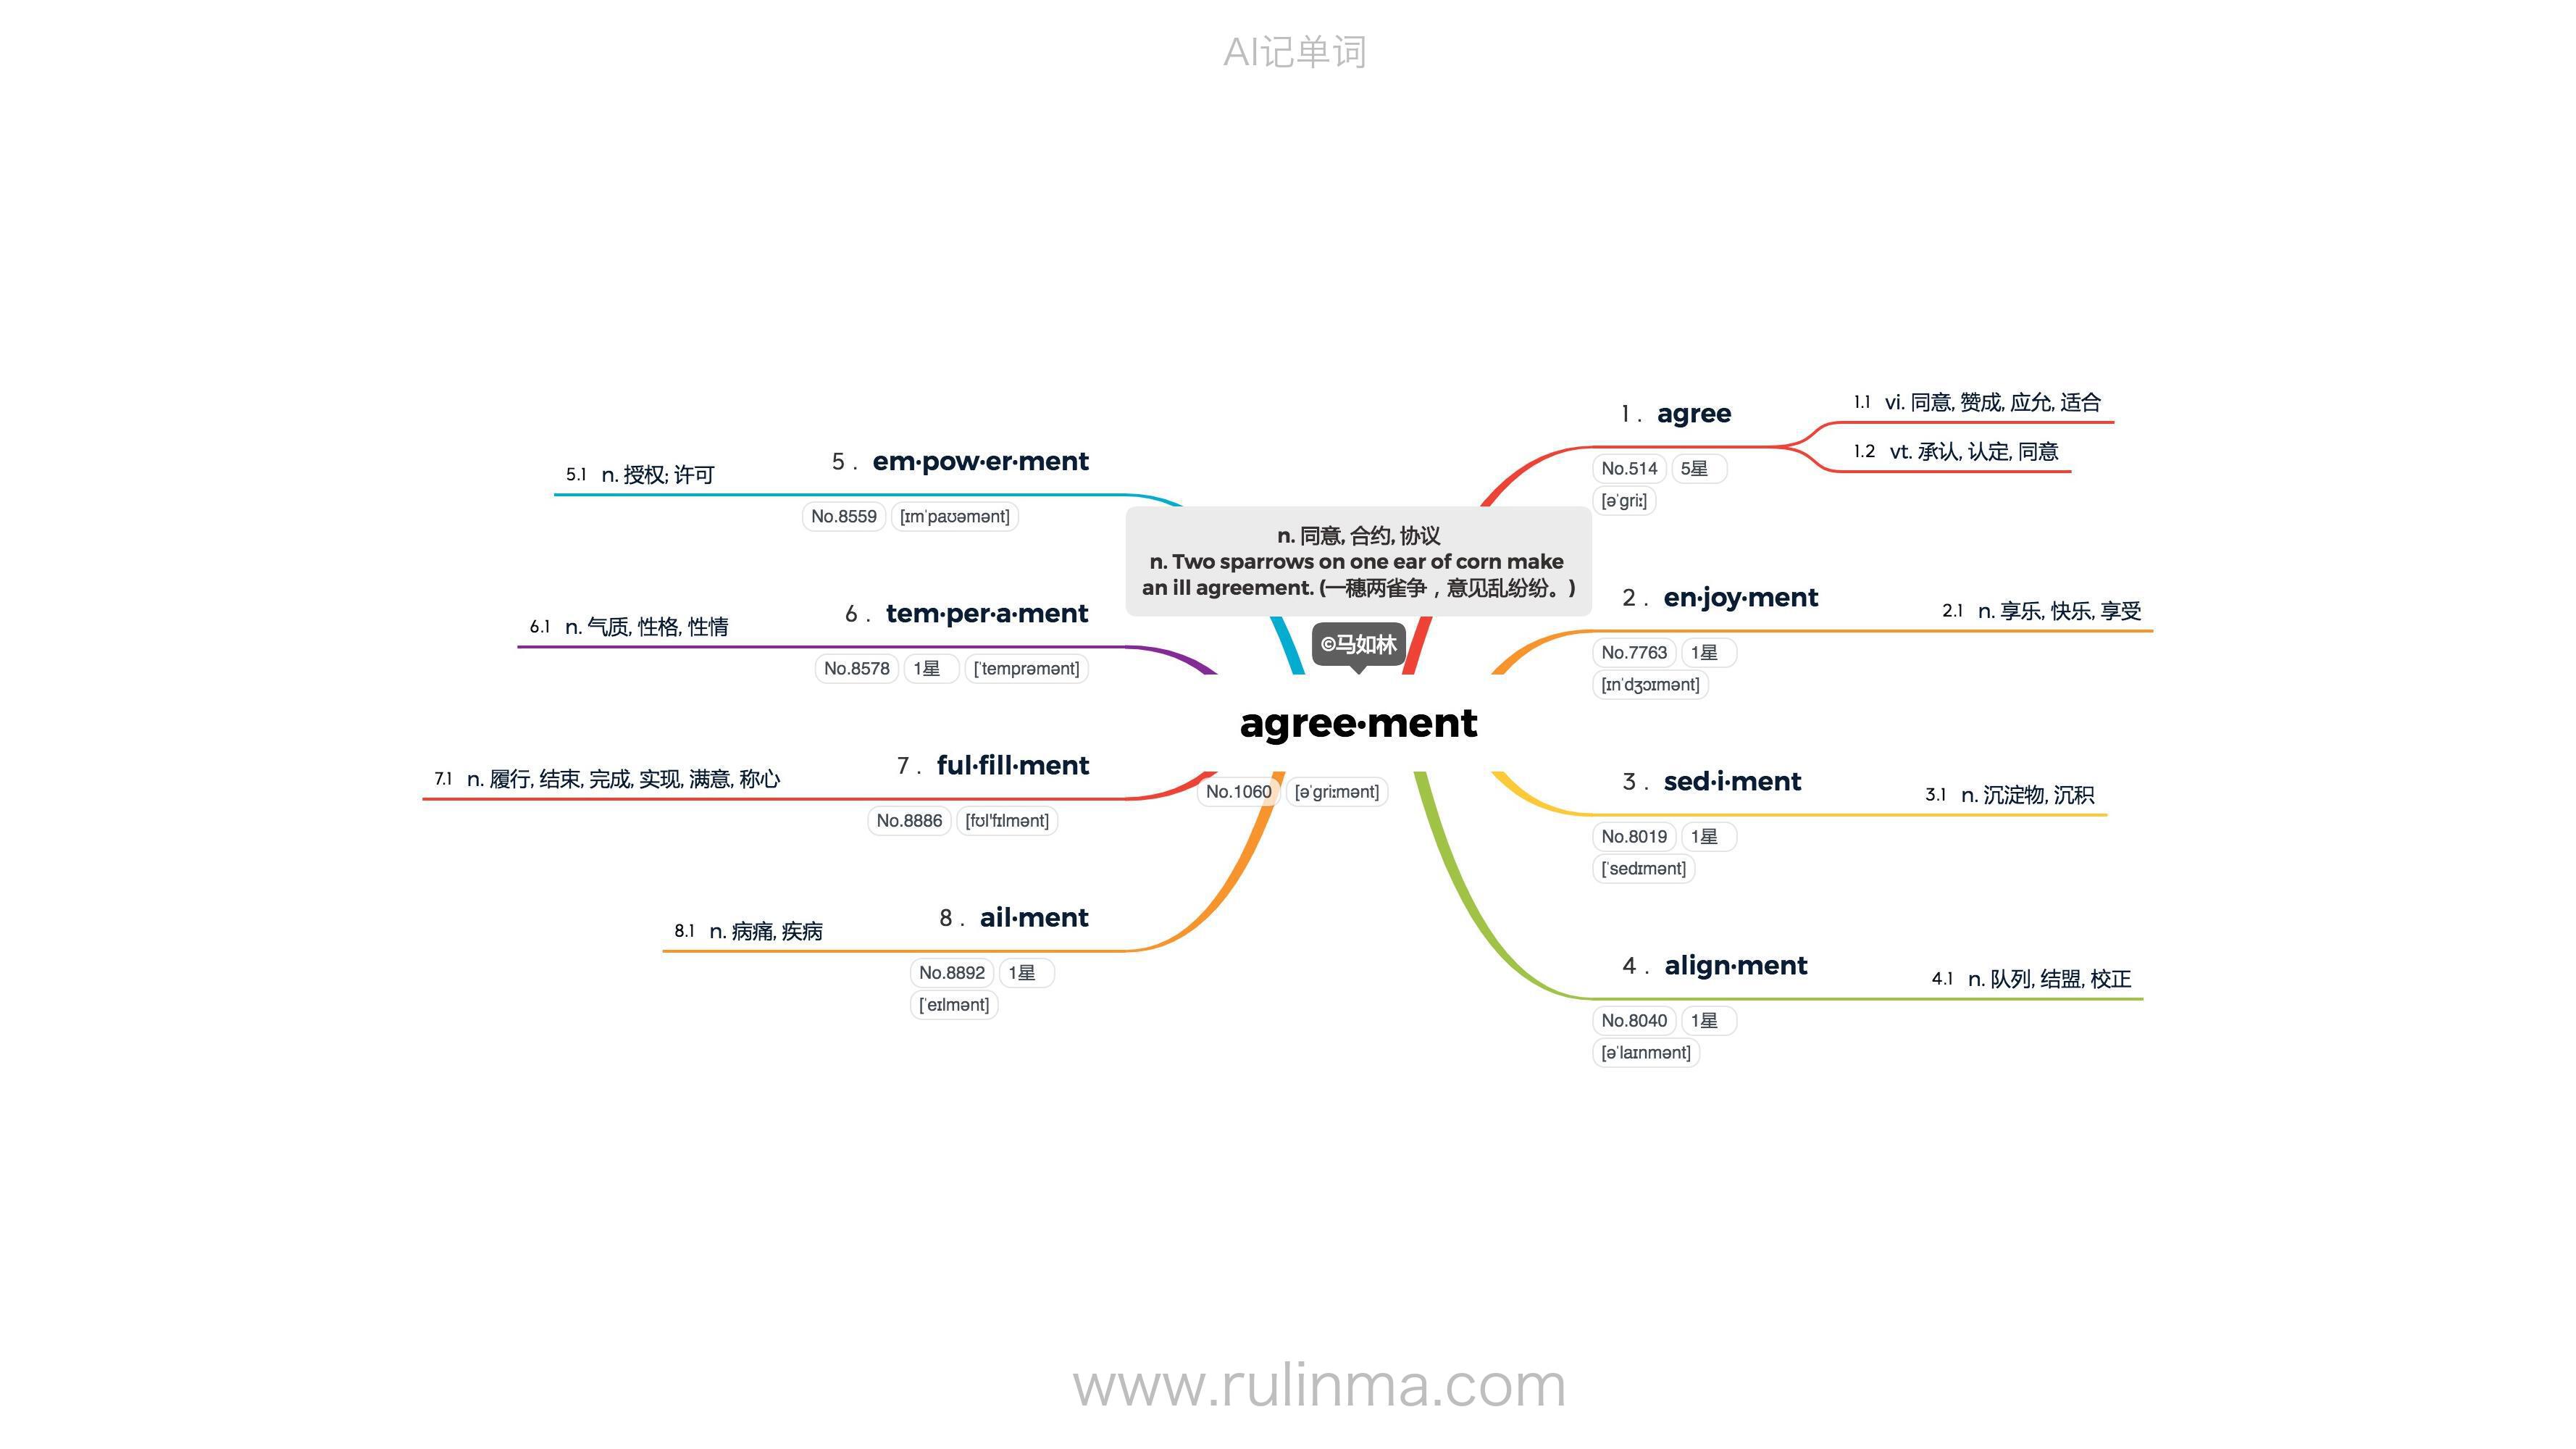 AI记单词
n. 同意, 合约, 协议
n. Two sparrows on one ear of corn make
an ill agreement. (一穗两雀争，意见乱纷纷。)
©马如林
agree·ment
No.1060 [əˈɡriːmənt]
1 . agree
No.514 5星
[əˈɡriː]
1.1 vi. 同意, 赞成, 应允, 适合
1.2 vt. 承认, 认定, 同意
2 . en·joy·ment
No.7763 1星
[ɪnˈdʒɔɪmənt]
2.1 n. 享乐, 快乐, 享受
3 . sed·i·ment
No.8019 1星
[ˈsedɪmənt]
3.1 n. 沉淀物, 沉积
4 . align·ment
No.8040 1星
[əˈlaɪnmənt]
4.1 n. 队列, 结盟, 校正
5 . em·pow·er·ment
No.8559 [ɪmˈpaʊəmənt]
5.1 n. 授权; 许可
6 . tem·per·a·ment
No.8578 1星 [ˈtemprəmənt]
6.1 n. 气质, 性格, 性情
7 . ful·fill·ment
No.8886 [fʊl'fɪlmənt]
7.1 n. 履行, 结束, 完成, 实现, 满意, 称心
8 . ail·ment
No.8892 1星
[ˈeɪlmənt]
8.1 n. 病痛, 疾病
www.rulinma.com